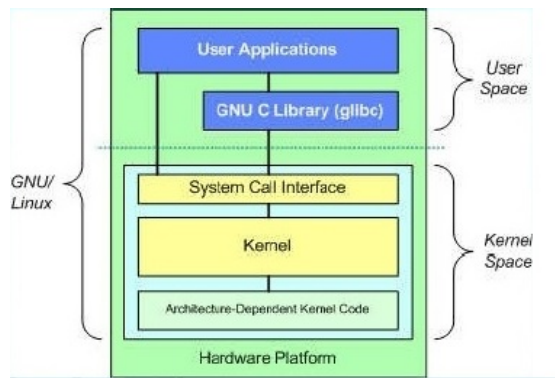 User Applications
User
Space
GNU C Library (glibc)
GNU/
Linux
System Call Interface
Kernel
Kernel
Space
Architecture-Dependent Kernel Code
Hardware Platform